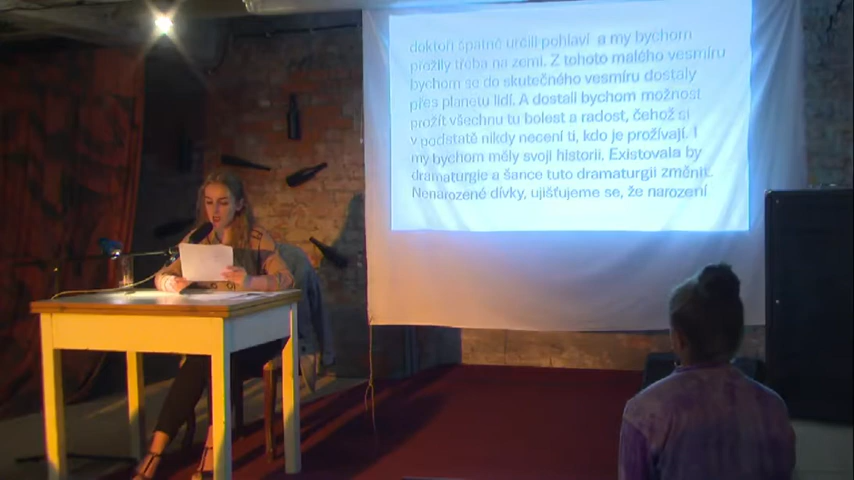 doktoři špatně určili pohlaví a my bychom
prožily třeba na zemi. Z tohoto malého vesmíru
bychom se do skutečného vesmíru dostaly
přes planetu lidí. A dostali bychom možnost
prožít všechnu tu bolest a radost, čehož si
v podstatě nikdy necení ti, kdo je prožívají. I
my bychom měly svoji historii. Existovala by
dramaturgie a šance tuto dramaturgii změnit.
Nenarozené dívky, ujišťujeme se, že narození